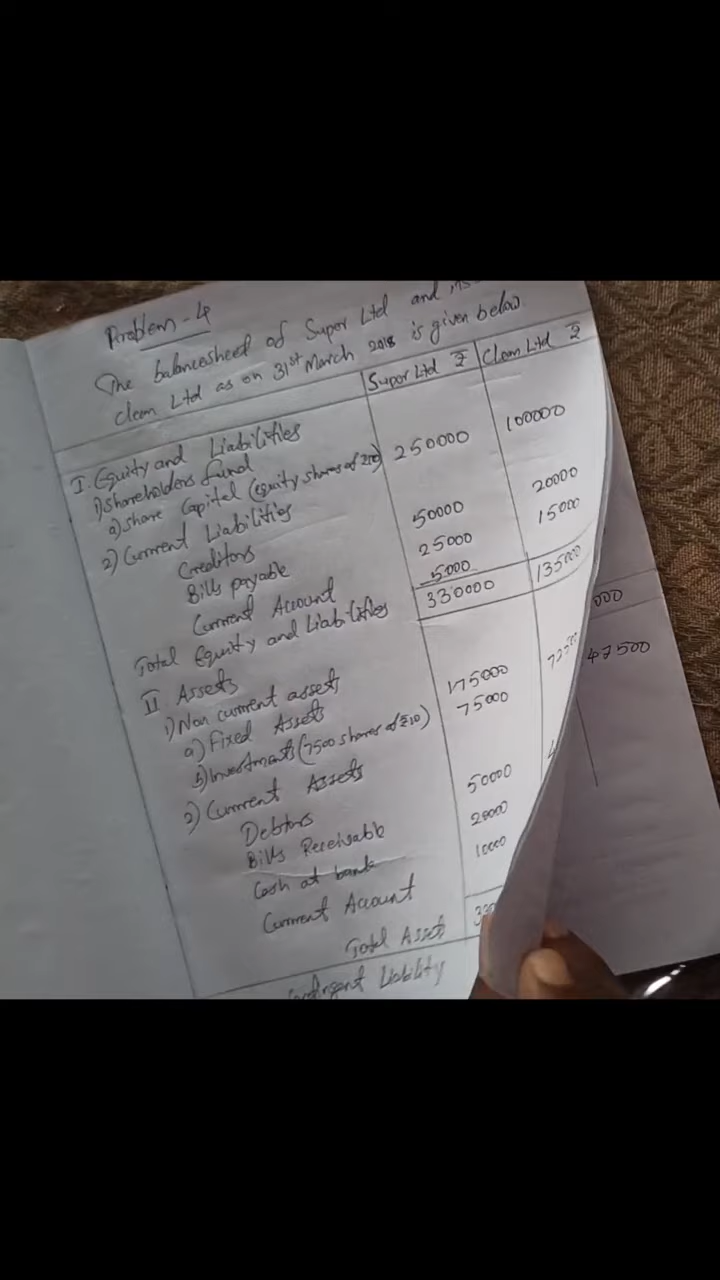 Problem - 4
The balancesheed of Super Ltd and its
clean Ltd as on 31st March 2018 is given below.
Super Ltd ₹ Clean Ltd ₹
I. Equity and Liabilities
1) Shareholders fund
a) Share Capital (equity shares of ₹10) 250000 100000
2) Current Liabilities
Creditors 50000 20000
Bills payable 25000 15000
Current Account 5000
Total Equity and Liabilities 330000 135000
II Assets
1) Non current assets
a) Fixed Assets 175000
b) Investments (7500 shares of ₹10) 75000
2) Current Assets
Debtors 50000
Bills Receivable 20000
Cash at bank 10000
Current Account
Total Assets
Liability
000
47500